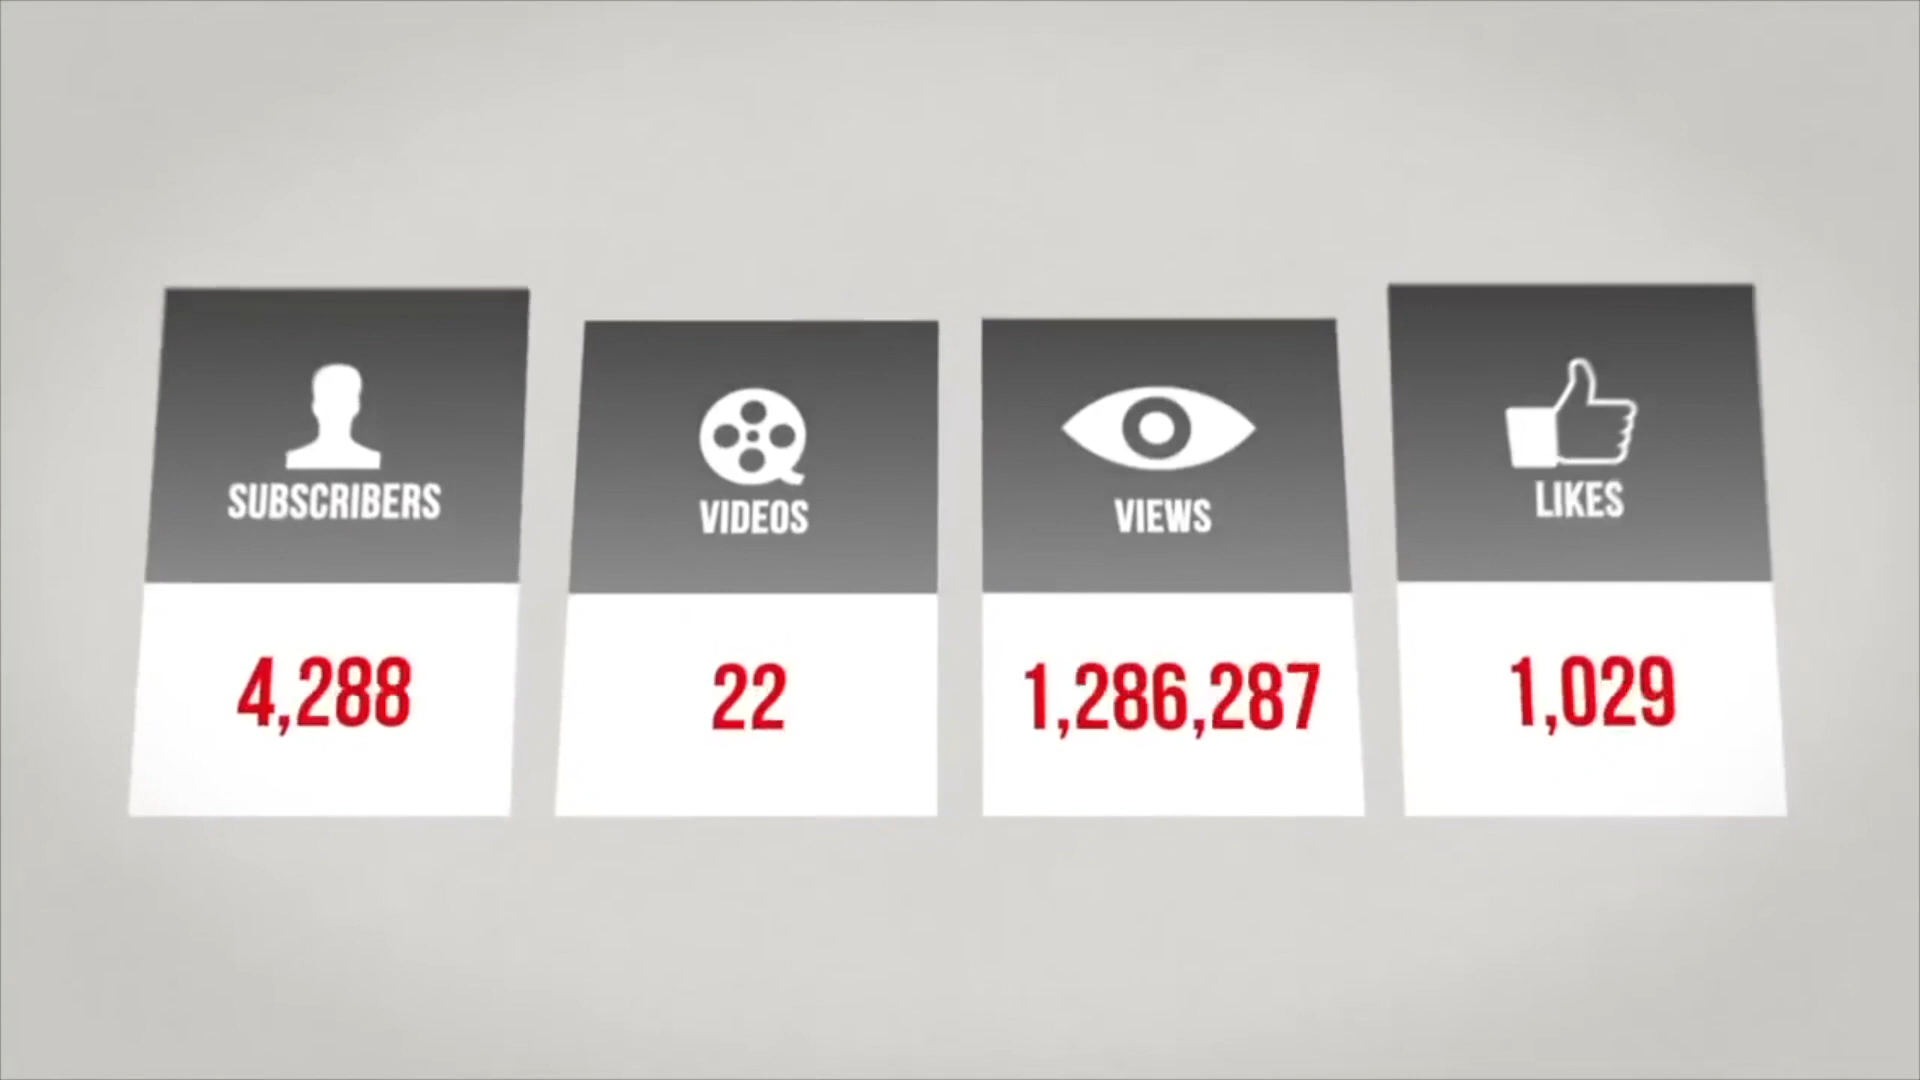 SUBSCRIBERS
4,288
VIDEOS
22
VIEWS
1,286,287
LIKES
1,029